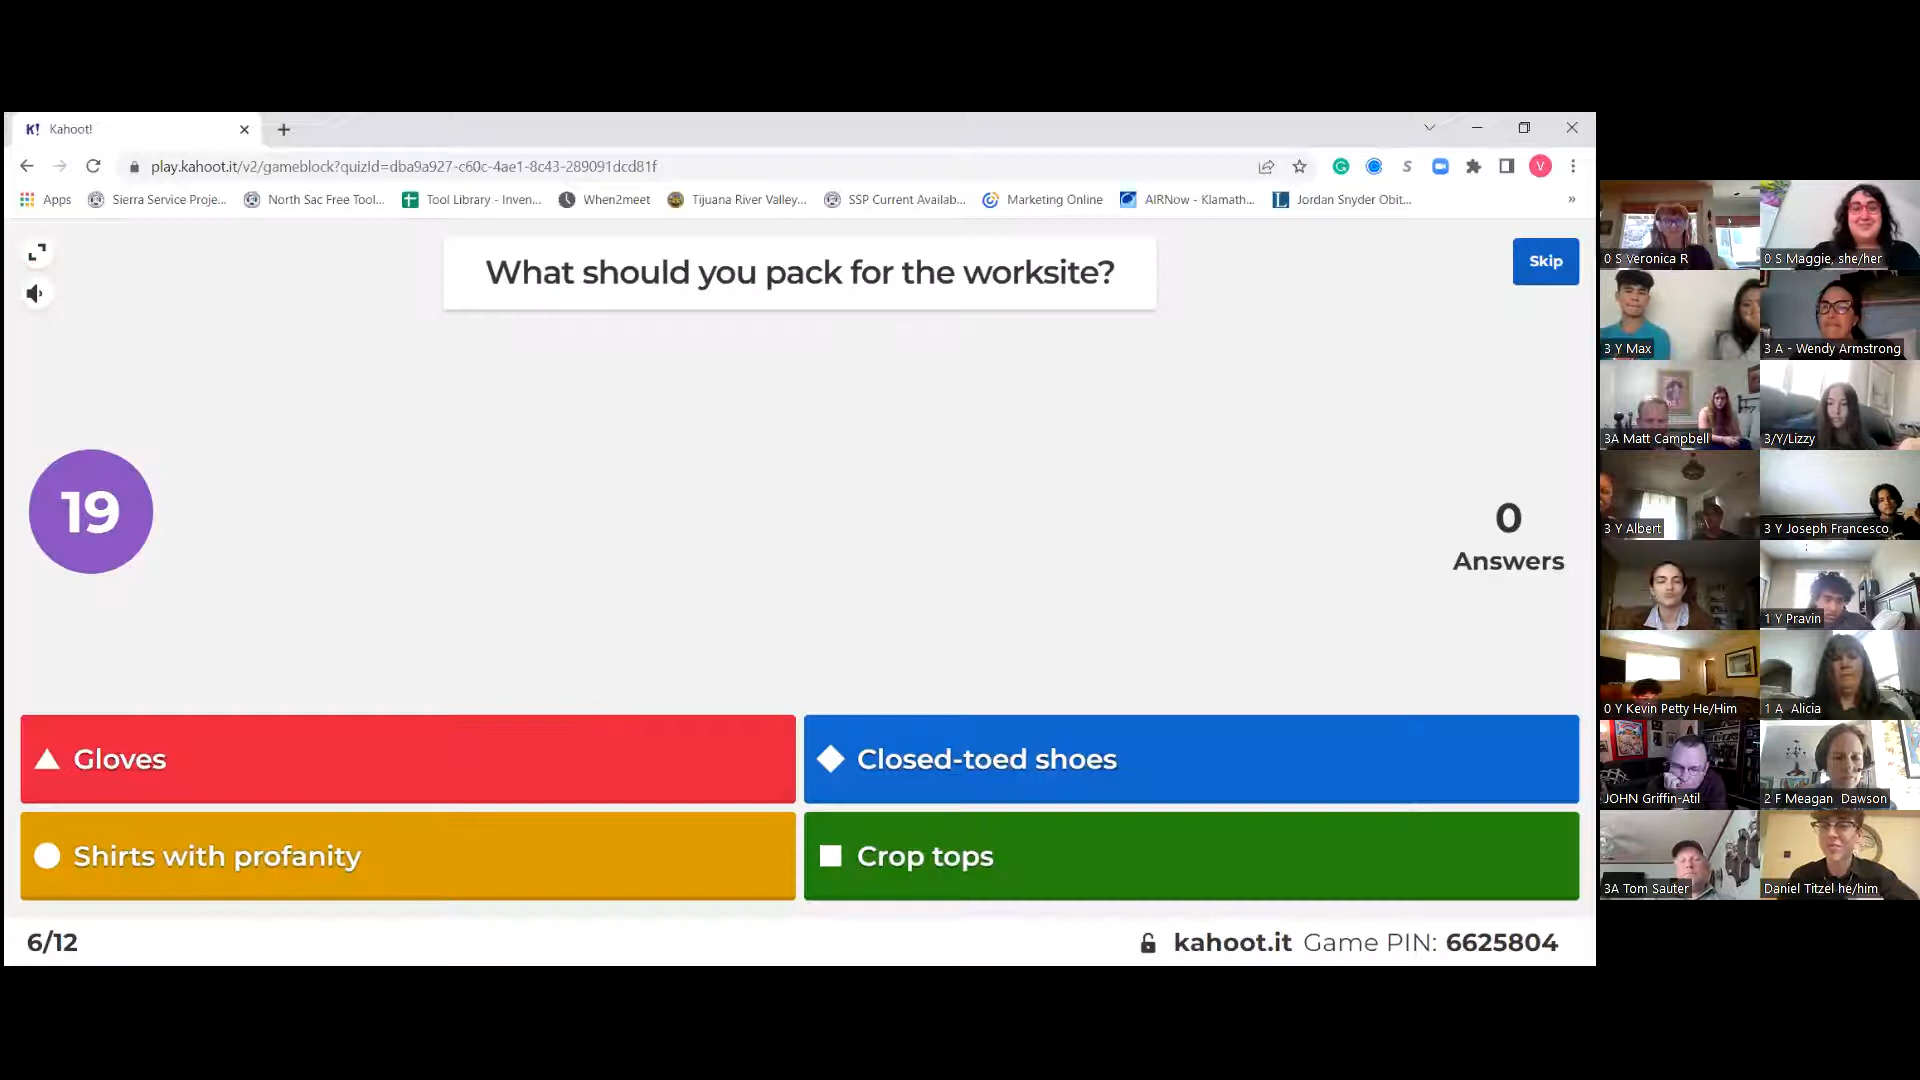 K! Kahoot!
play.kahoot.it/v2/gameblock?quizId=dba9a927-c60c-4ae1-8c43-289091dcd81f
V
Apps
Sierra Service Proje...
North Sac Free Tool...
Tool Library - Inven...
When2meet
Tijuana River Valley...
SSP Current Availab...
Marketing Online
AIRNow - Klamath...
Jordan Snyder Obit...
»
What should you pack for the worksite?
Skip
19
0
Answers
Gloves
Closed-toed shoes
Shirts with profanity
Crop tops
6/12
kahoot.it Game PIN: 6625804
0 S Veronica R
0 S Maggie, she/her
3 Y Max
3 A - Wendy Armstrong
3A Matt Campbell
3/Y/Lizzy
3 Y Albert
3 Y Joseph Francesco
1 Y Pravin
0 Y Kevin Petty He/Him
1 A Alicia
JOHN Griffin-Atil
2 F Meagan Dawson
3A Tom Sauter
Daniel Titzel he/him